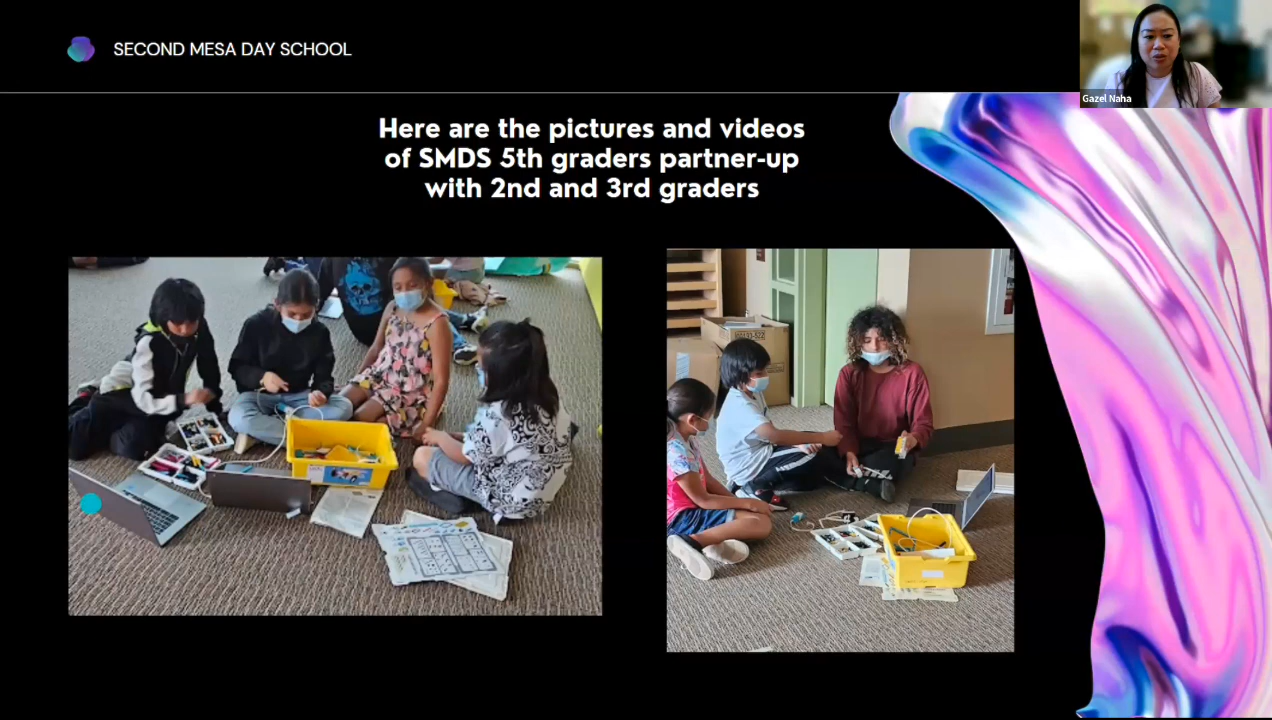 SECOND MESA DAY SCHOOL
Gazel Naha
Here are the pictures and videos
of SMDS 5th graders partner-up
with 2nd and 3rd graders